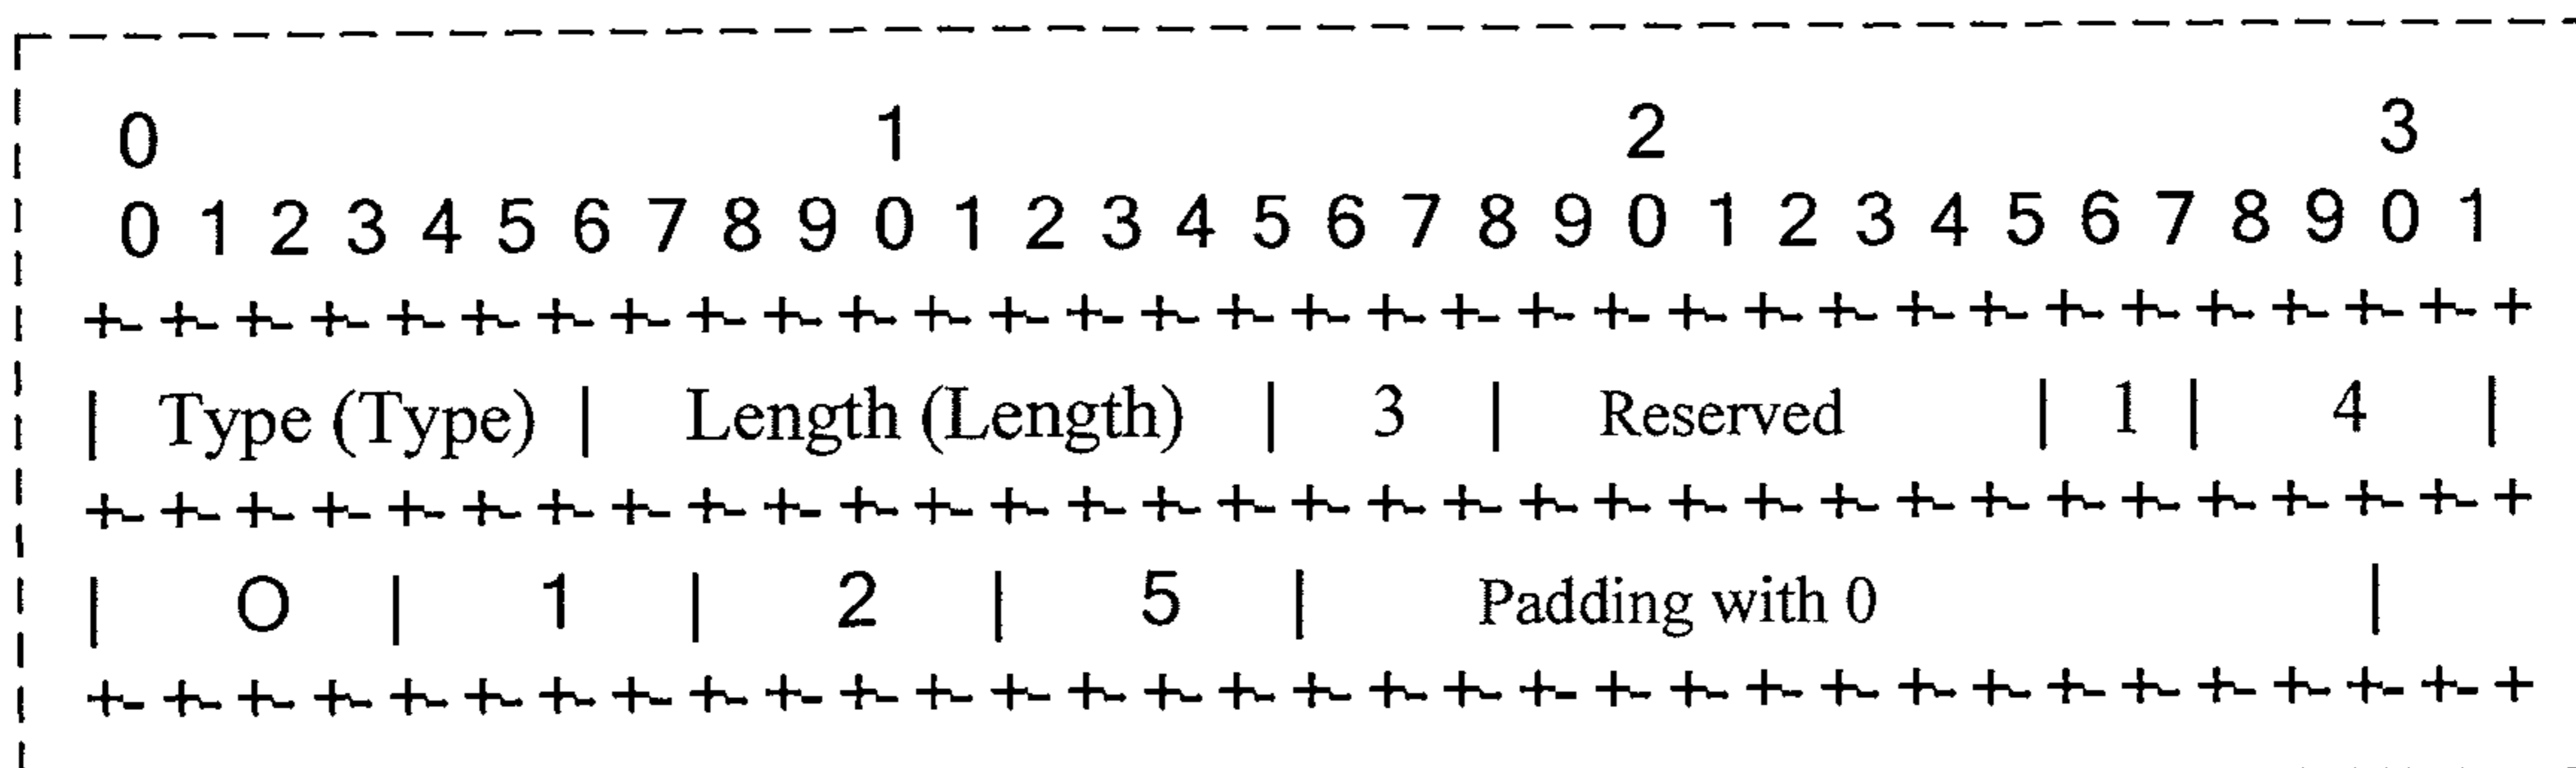 0 1 2 3
0 1 2 3 4 5 6 7 8 9 0 1 2 3 4 5 6 7 8 9 0 1 2 3 4 5 6 7 8 9 0 1
+-+-+-+-+-+-+-+-+-+-+-+-+-+-+-+-+-+-+-+-+-+-+-+-+-+-+-+-+-+-+-+-+
| Type (Type) | Length (Length) | 3 | Reserved | 1 | 4 |
+-+-+-+-+-+-+-+-+-+-+-+-+-+-+-+-+-+-+-+-+-+-+-+-+-+-+-+-+-+-+-+-+
| O | 1 | 2 | 5 | Padding with 0 |
+-+-+-+-+-+-+-+-+-+-+-+-+-+-+-+-+-+-+-+-+-+-+-+-+-+-+-+-+-+-+-+-+